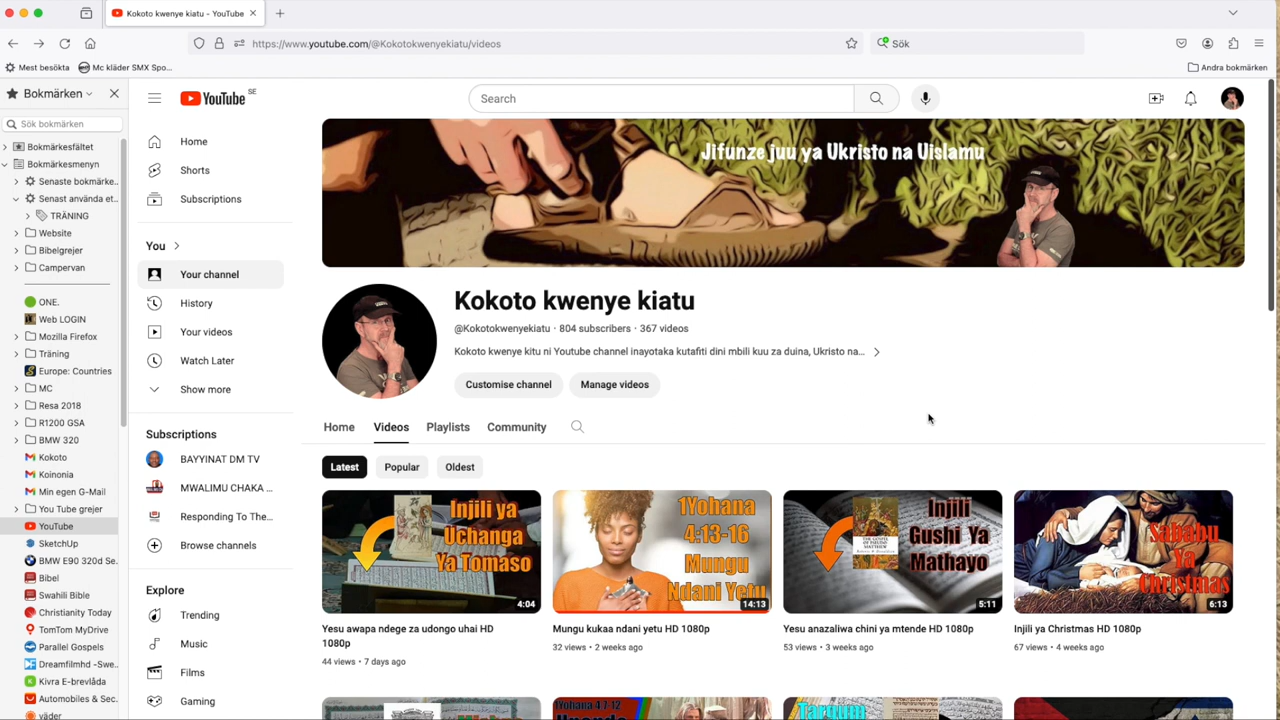 Kokoto kwenye kiatu - YouTube
https://www.youtube.com/@Kokotokwenyekiatu/videos
Sök
Mest besökta
Mc kläder SMX Spo...
Andra bokmärken
Bokmärken
Sök bokmärken
Bokmärkesfältet
Bokmärkesmenyn
Senaste bokmärke..
Senast använda et..
TRÄNING
Website
Bibelgrejer
Campervan
ONE.
Web LOGIN
Mozilla Firefox
Träning
Europe: Countries
MC
Resa 2018
R1200 GSA
BMW 320
Kokoto
Koinonia
Min egen G-Mail
You Tube grejer
YouTube
SketchUp
BMW E90 320d Se..
Bibel
Swahili Bible
Christianity Today
TomTom MyDrive
Parallel Gospels
Dreamfilmhd -Swe..
Kivra E-brevlåda
Automobiles & Sec..
väder
YouTube SE
Search
Home
Shorts
Subscriptions
You
Your channel
History
Your videos
Watch Later
Show more
Subscriptions
BAYYINAT DM TV
MWALIMU CHAKA ...
Responding To The...
Browse channels
Explore
Trending
Music
Films
Gaming
Jifunze juu ya Ukristo na Uislamu
Kokoto kwenye kiatu
@Kokotokwenyekiatu · 804 subscribers · 367 videos
Kokoto kwenye kitu ni Youtube channel inayotaka kutafiti dini mbili kuu za duina, Ukristo na...
Customise channel
Manage videos
Home
Videos
Playlists
Community
Latest
Popular
Oldest
Injili ya
Uchanga
Ya Tomaso
4:04
Yesu awapa ndege za udongo uhai HD
1080p
44 views · 7 days ago
1Yohana
4:13-16
Mungu
Ndani Yetu
14:13
Mungu kukaa ndani yetu HD 1080p
32 views · 2 weeks ago
Injili
Gushi Ya
Mathayo
5:11
Yesu anazaliwa chini ya mtende HD 1080p
53 views · 3 weeks ago
Sababu
Ya
Christmas
6:13
Injili ya Christmas HD 1080p
67 views · 4 weeks ago
1Yohana 4.7-12